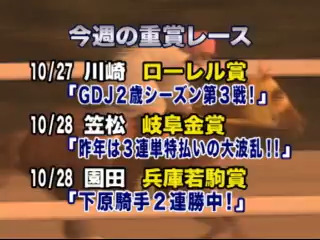 今週の重賞レース
10/27 川崎 ローレル賞
「GDJ2歳シーズン第3戦!」
10/28 笠松 岐阜金賞
「昨年は3連単特払いの大波乱!!」
10/28 園田 兵庫若駒賞
「下原騎手2連勝中!」